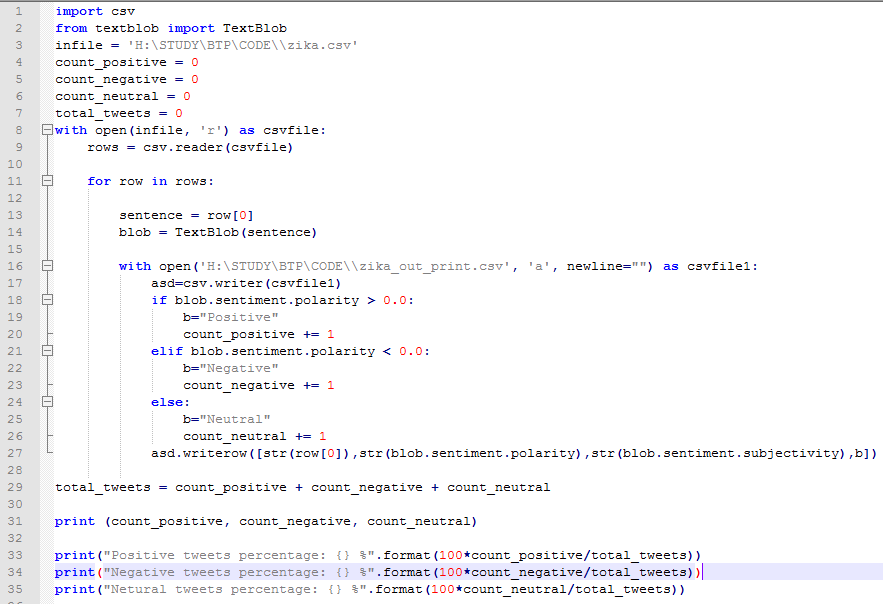 1 import csv
2 from textblob import TextBlob
3 infile = 'H:\STUDY\BTP\CODE\\zika.csv'
4 count_positive = 0
5 count_negative = 0
6 count_neutral = 0
7 total_tweets = 0
8 with open(infile, 'r') as csvfile:
9     rows = csv.reader(csvfile)
10
11     for row in rows:
12
13         sentence = row[0]
14         blob = TextBlob(sentence)
15
16         with open('H:\STUDY\BTP\CODE\\zika_out_print.csv', 'a', newline="") as csvfile1:
17             asd=csv.writer(csvfile1)
18             if blob.sentiment.polarity > 0.0:
19                 b="Positive"
20                 count_positive += 1
21             elif blob.sentiment.polarity < 0.0:
22                 b="Negative"
23                 count_negative += 1
24             else:
25                 b="Neutral"
26                 count_neutral += 1
27             asd.writerow([str(row[0]),str(blob.sentiment.polarity),str(blob.sentiment.subjectivity),b])
28
29 total_tweets = count_positive + count_negative + count_neutral
30
31 print (count_positive, count_negative, count_neutral)
32
33 print("Positive tweets percentage: {} %".format(100*count_positive/total_tweets))
34 print("Negative tweets percentage: {} %".format(100*count_negative/total_tweets))
35 print("Netural tweets percentage: {} %".format(100*count_neutral/total_tweets))